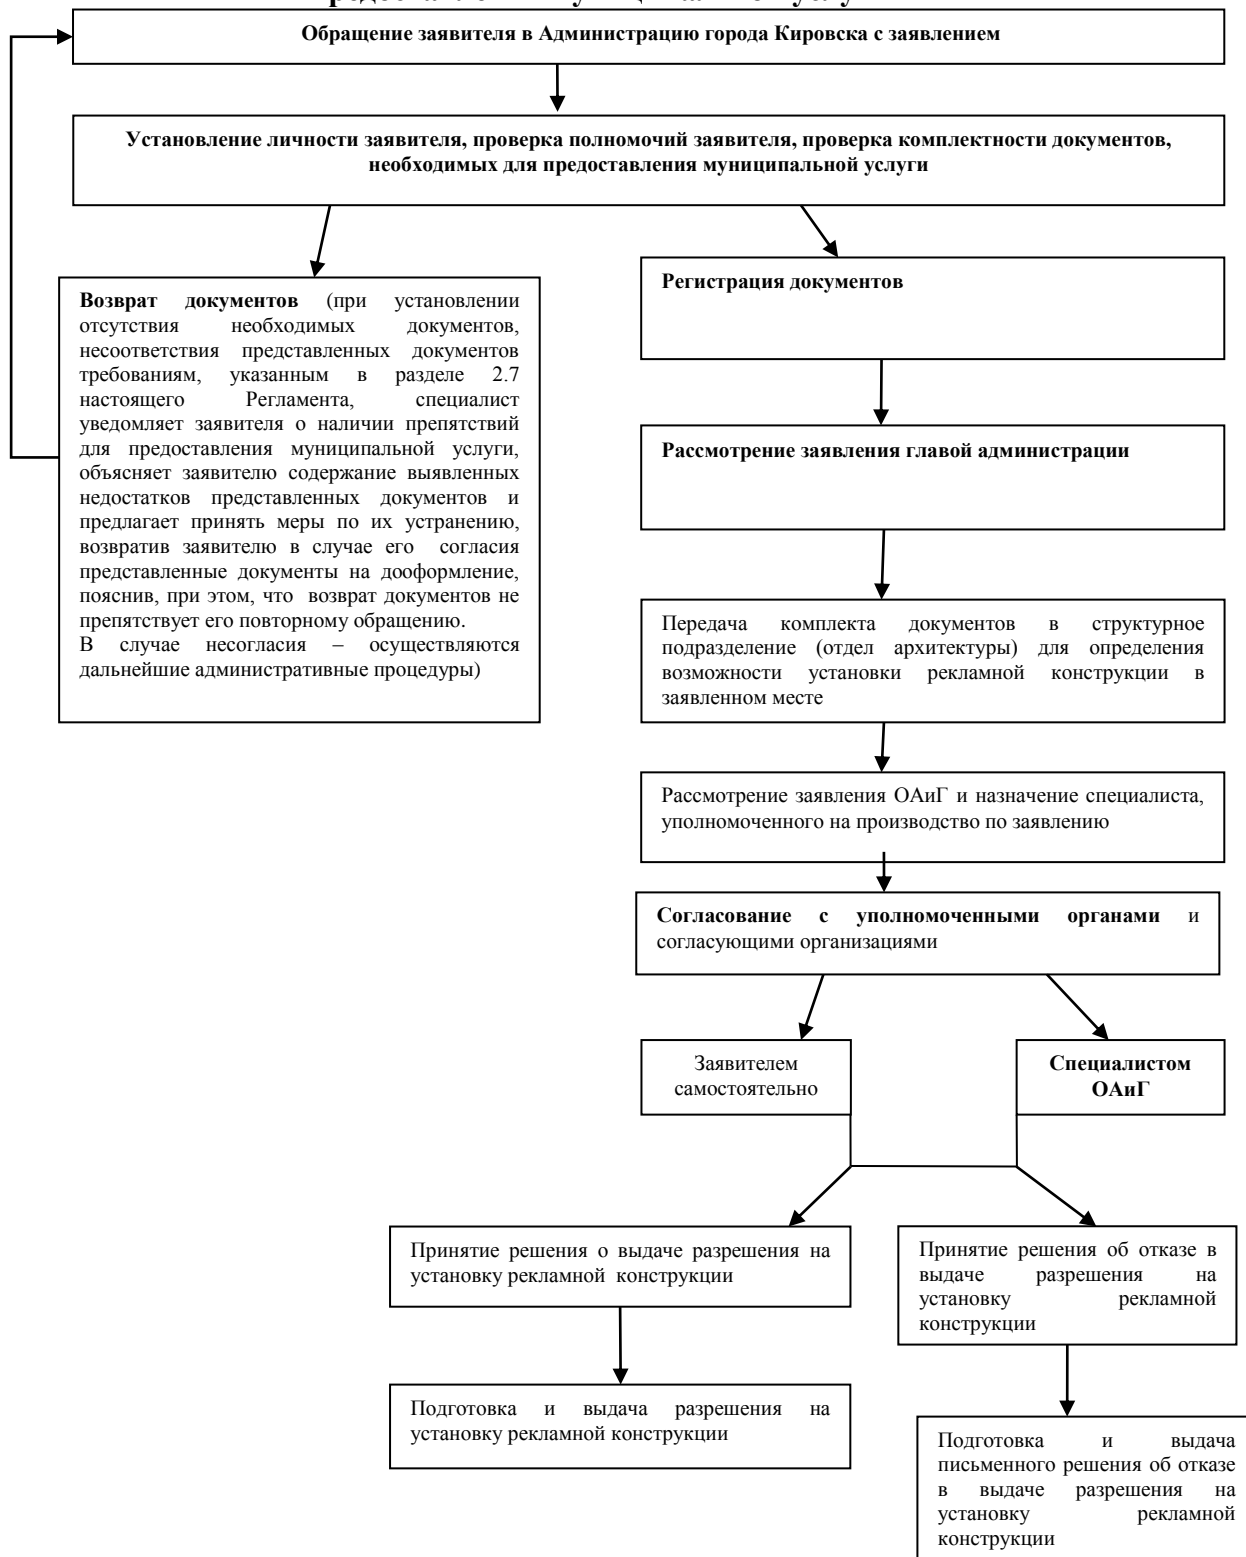 Обращение заявителя в Администрацию города Кировска с заявлением
Установление личности заявителя, проверка полномочий заявителя, проверка комплектности документов,
необходимых для предоставления муниципальной услуги
Возврат документов (при установлении
отсутствия необходимых документов,
несоответствия представленных документов
требованиям, указанным в разделе 2.7
настоящего Регламента, специалист
уведомляет заявителя о наличии препятствий
для предоставления муниципальной услуги,
объясняет заявителю содержание выявленных
недостатков представленных документов и
предлагает принять меры по их устранению,
возвратив заявителю в случае его согласия
представленные документы на дооформление,
пояснив, при этом, что возврат документов не
препятствует его повторному обращению.
В случае несогласия – осуществляются
дальнейшие административные процедуры)
Регистрация документов
Рассмотрение заявления главой администрации
Передача комплекта документов в структурное
подразделение (отдел архитектуры) для определения
возможности установки рекламной конструкции в
заявленном месте
Рассмотрение заявления ОАиГ и назначение специалиста,
уполномоченного на производство по заявлению
Согласование с уполномоченными органами и
согласующими организациями
Заявителем
самостоятельно
Специалистом
ОАиГ
Принятие решения о выдаче разрешения на
установку рекламной конструкции
Принятие решения об отказе в
выдаче разрешения на
установку рекламной
конструкции
Подготовка и выдача разрешения на
установку рекламной конструкции
Подготовка и выдача
письменного решения об отказе
в выдаче разрешения на
установку рекламной
конструкции